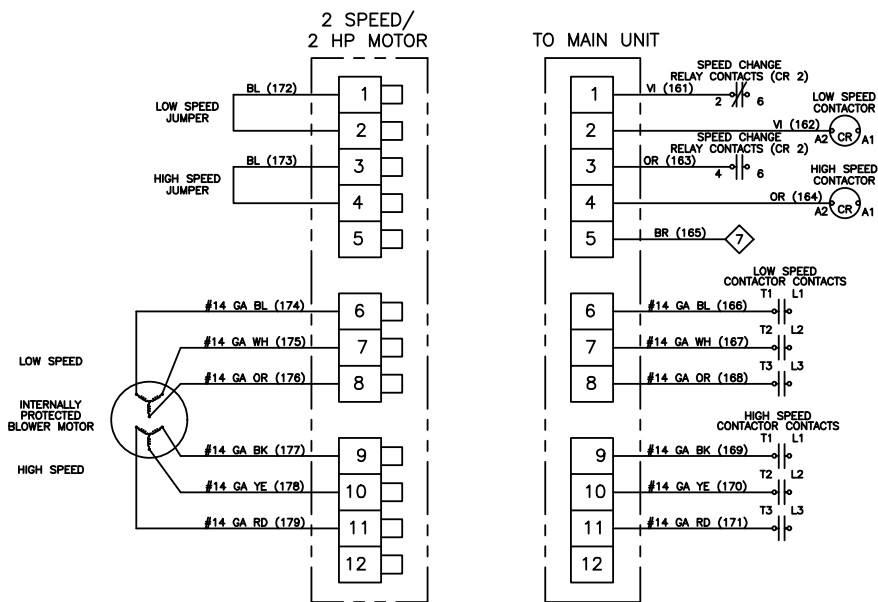 2 SPEED/
2 HP MOTOR
TO MAIN UNIT
BL (172)
LOW SPEED
JUMPER
1
2
BL (173)
HIGH SPEED
JUMPER
3
4
5
#14 GA BL (174)
6
#14 GA WH (175)
7
#14 GA OR (176)
8
LOW SPEED
INTERNALLY
PROTECTED
BLOWER MOTOR
HIGH SPEED
#14 GA BK (177)
9
#14 GA YE (178)
10
#14 GA RD (179)
11
12
SPEED CHANGE
RELAY CONTACTS (CR 2)
1
VI (161)
2 6
LOW SPEED
CONTACTOR
2
VI (162)
A2 CR A1
SPEED CHANGE
RELAY CONTACTS (CR 2)
3
OR (163)
4 6
HIGH SPEED
CONTACTOR
4
OR (164)
A2 CR A1
5
BR (165)
7
LOW SPEED
CONTACTOR CONTACTS
T1 L1
6
#14 GA BL (166)
T2 L2
7
#14 GA WH (167)
T3 L3
8
#14 GA OR (168)
HIGH SPEED
CONTACTOR CONTACTS
T1 L1
9
#14 GA BK (169)
T2 L2
10
#14 GA YE (170)
T3 L3
11
#14 GA RD (171)
12